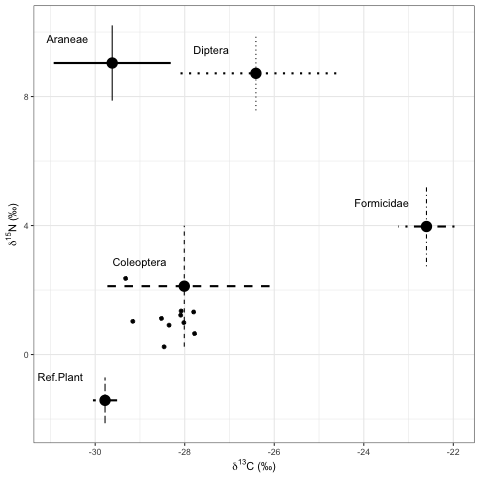 Araneae
Diptera
8
Formicidae
4
δ¹⁵N (‰)
Coleoptera
0
Ref.Plant
-30 -28 -26 -24 -22
δ¹³C (‰)